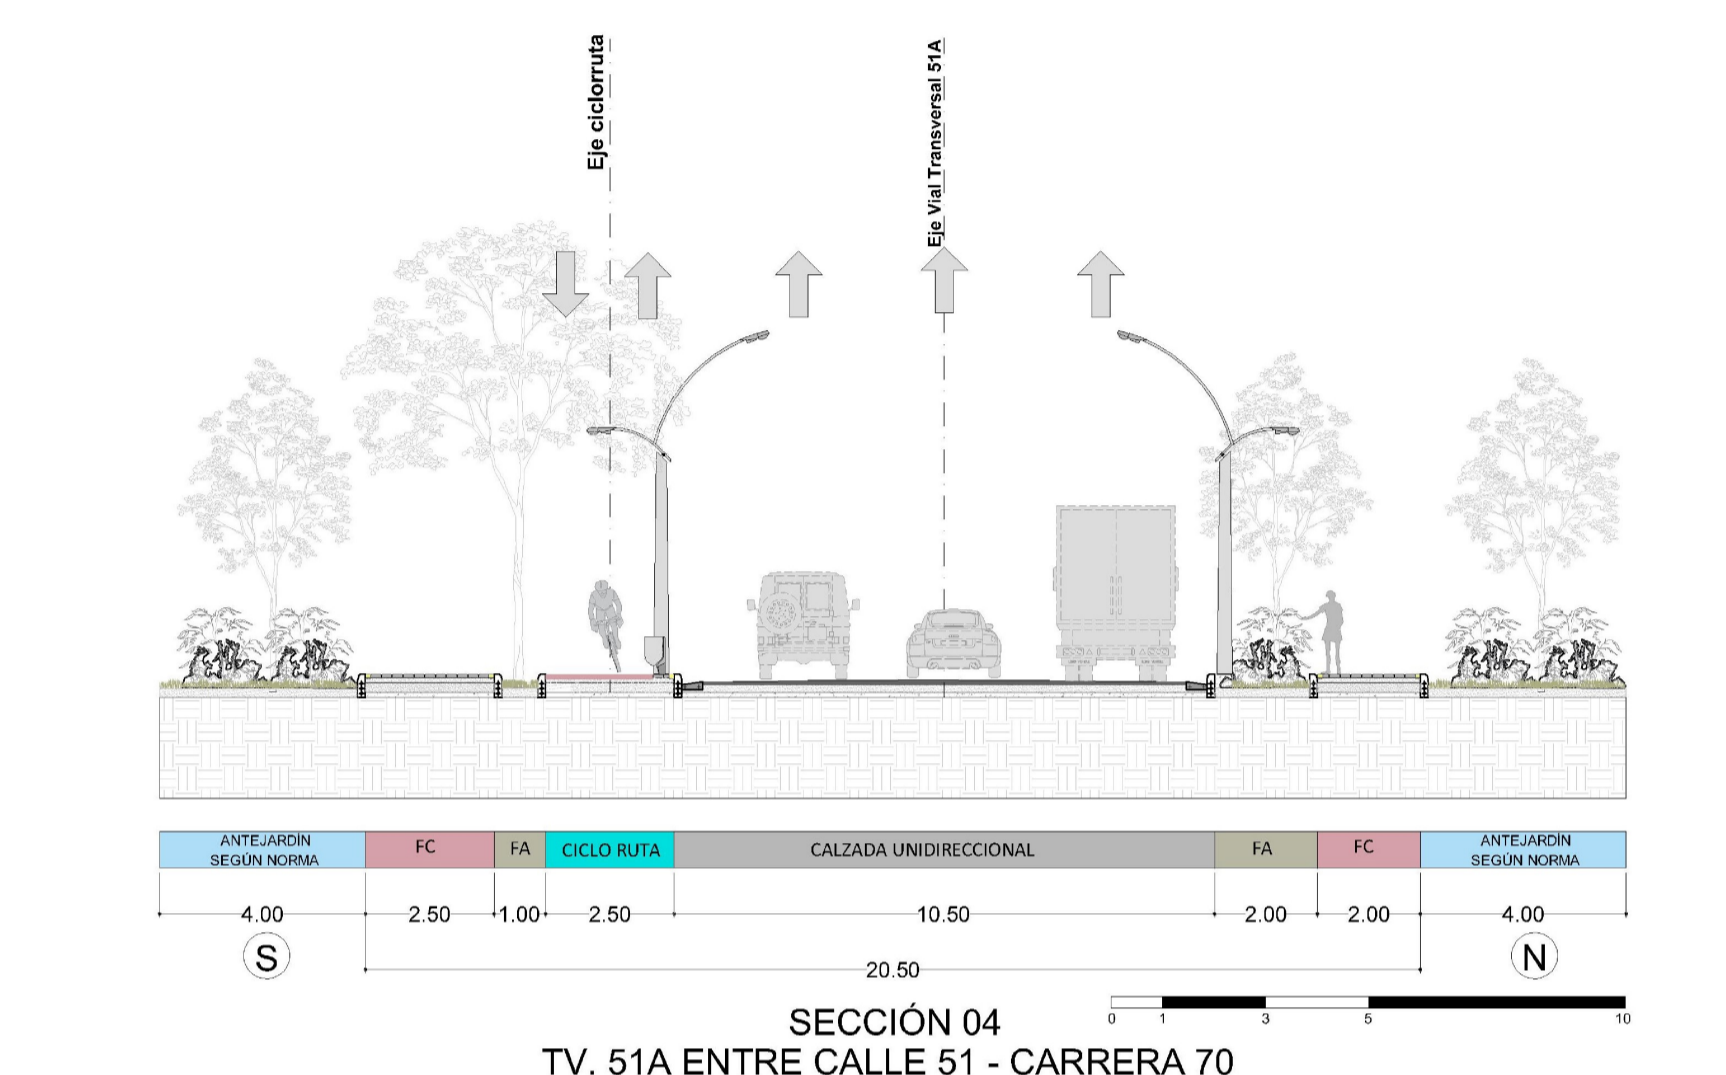 Eje ciclorruta
Eje Vial Transversal 51A
ANTEJARDÍN
SEGÚN NORMA
FC
FA
CICLO RUTA
CALZADA UNIDIRECCIONAL
FA
FC
ANTEJARDÍN
SEGÚN NORMA
4.00
2.50
1.00
2.50
10.50
2.00
2.00
4.00
S
N
20.50
0 1 3 5 10
SECCIÓN 04
TV. 51A ENTRE CALLE 51 - CARRERA 70